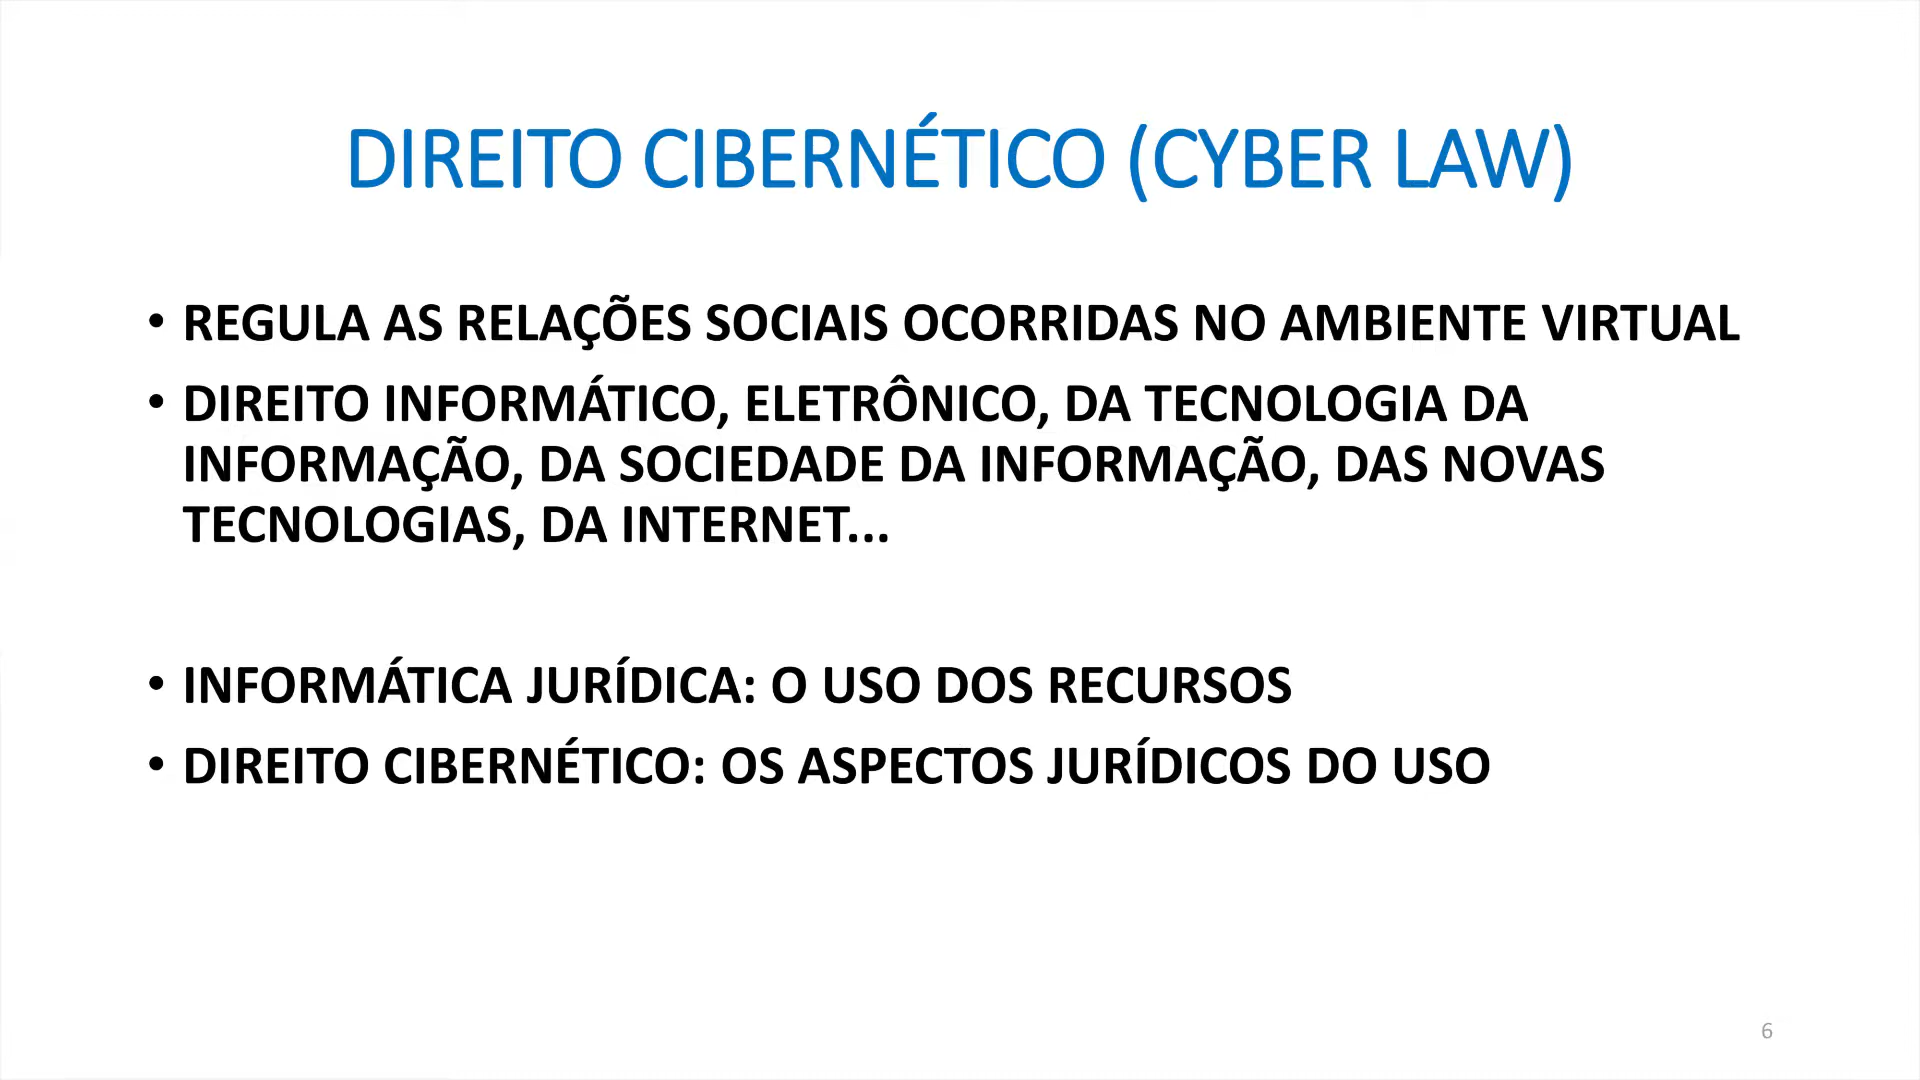 DIREITO CIBERNÉTICO (CYBER LAW)
• REGULA AS RELAÇÕES SOCIAIS OCORRIDAS NO AMBIENTE VIRTUAL
• DIREITO INFORMÁTICO, ELETRÔNICO, DA TECNOLOGIA DA
INFORMAÇÃO, DA SOCIEDADE DA INFORMAÇÃO, DAS NOVAS
TECNOLOGIAS, DA INTERNET...
• INFORMÁTICA JURÍDICA: O USO DOS RECURSOS
• DIREITO CIBERNÉTICO: OS ASPECTOS JURÍDICOS DO USO
6